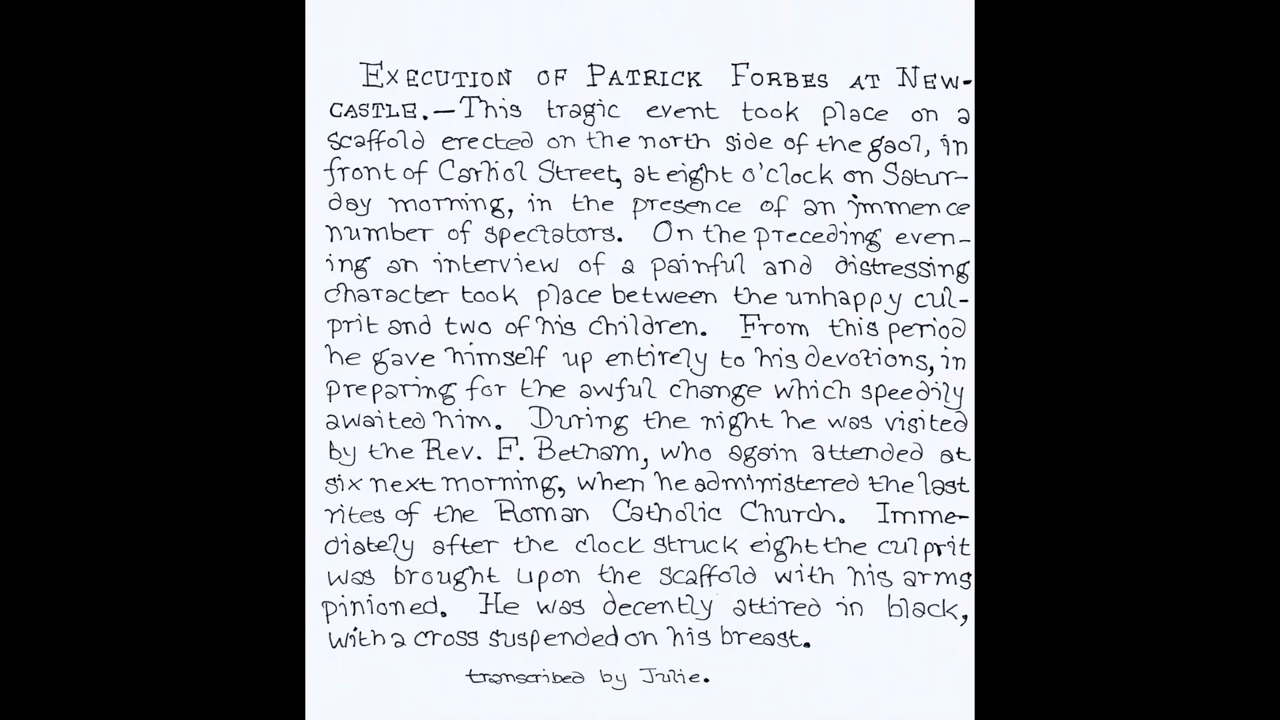 EXECUTION OF PATRICK FORBES AT NEW-
CASTLE.—This tragic event took place on a
scaffold erected on the north side of the gaol, in
front of Carliol Street, at eight o'clock on Satur-
day morning, in the presence of an immence
number of spectators. On the preceding even-
ing an interview of a painful and distressing
character took place between the unhappy cul-
prit and two of his children. From this period
he gave himself up entirely to his devotions, in
preparing for the awful change which speedily
awaited him. During the night he was visited
by the Rev. F. Betham, who again attended at
six next morning, when he administered the last
rites of the Roman Catholic Church. Imme-
diately after the clock struck eight the culprit
was brought upon the scaffold with his arms
pinioned. He was decently attired in black,
with a cross suspended on his breast.
transcribed by Julie.